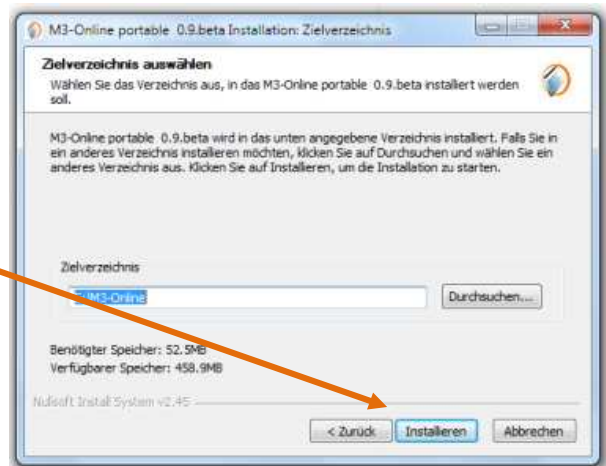 M3-Online portable 0.9.beta Installation: Zielverzeichnis
Zielverzeichnis auswählen
Wählen Sie das Verzeichnis aus, in das M3-Online portable 0.9.beta installiert werden
soll.
M3-Online portable 0.9.beta wird in das unten angegebene Verzeichnis installiert. Falls Sie in
ein anderes Verzeichnis installieren möchten, klicken Sie auf Durchsuchen und wählen Sie ein
anderes Verzeichnis aus. Klicken Sie auf Installieren, um die Installation zu starten.
Zielverzeichnis
M3-Online
Durchsuchen...
Benötigter Speicher: 52.5MB
Verfügbarer Speicher: 458.9MB
Nullsoft Install System v2.45
< Zurück Installieren Abbrechen